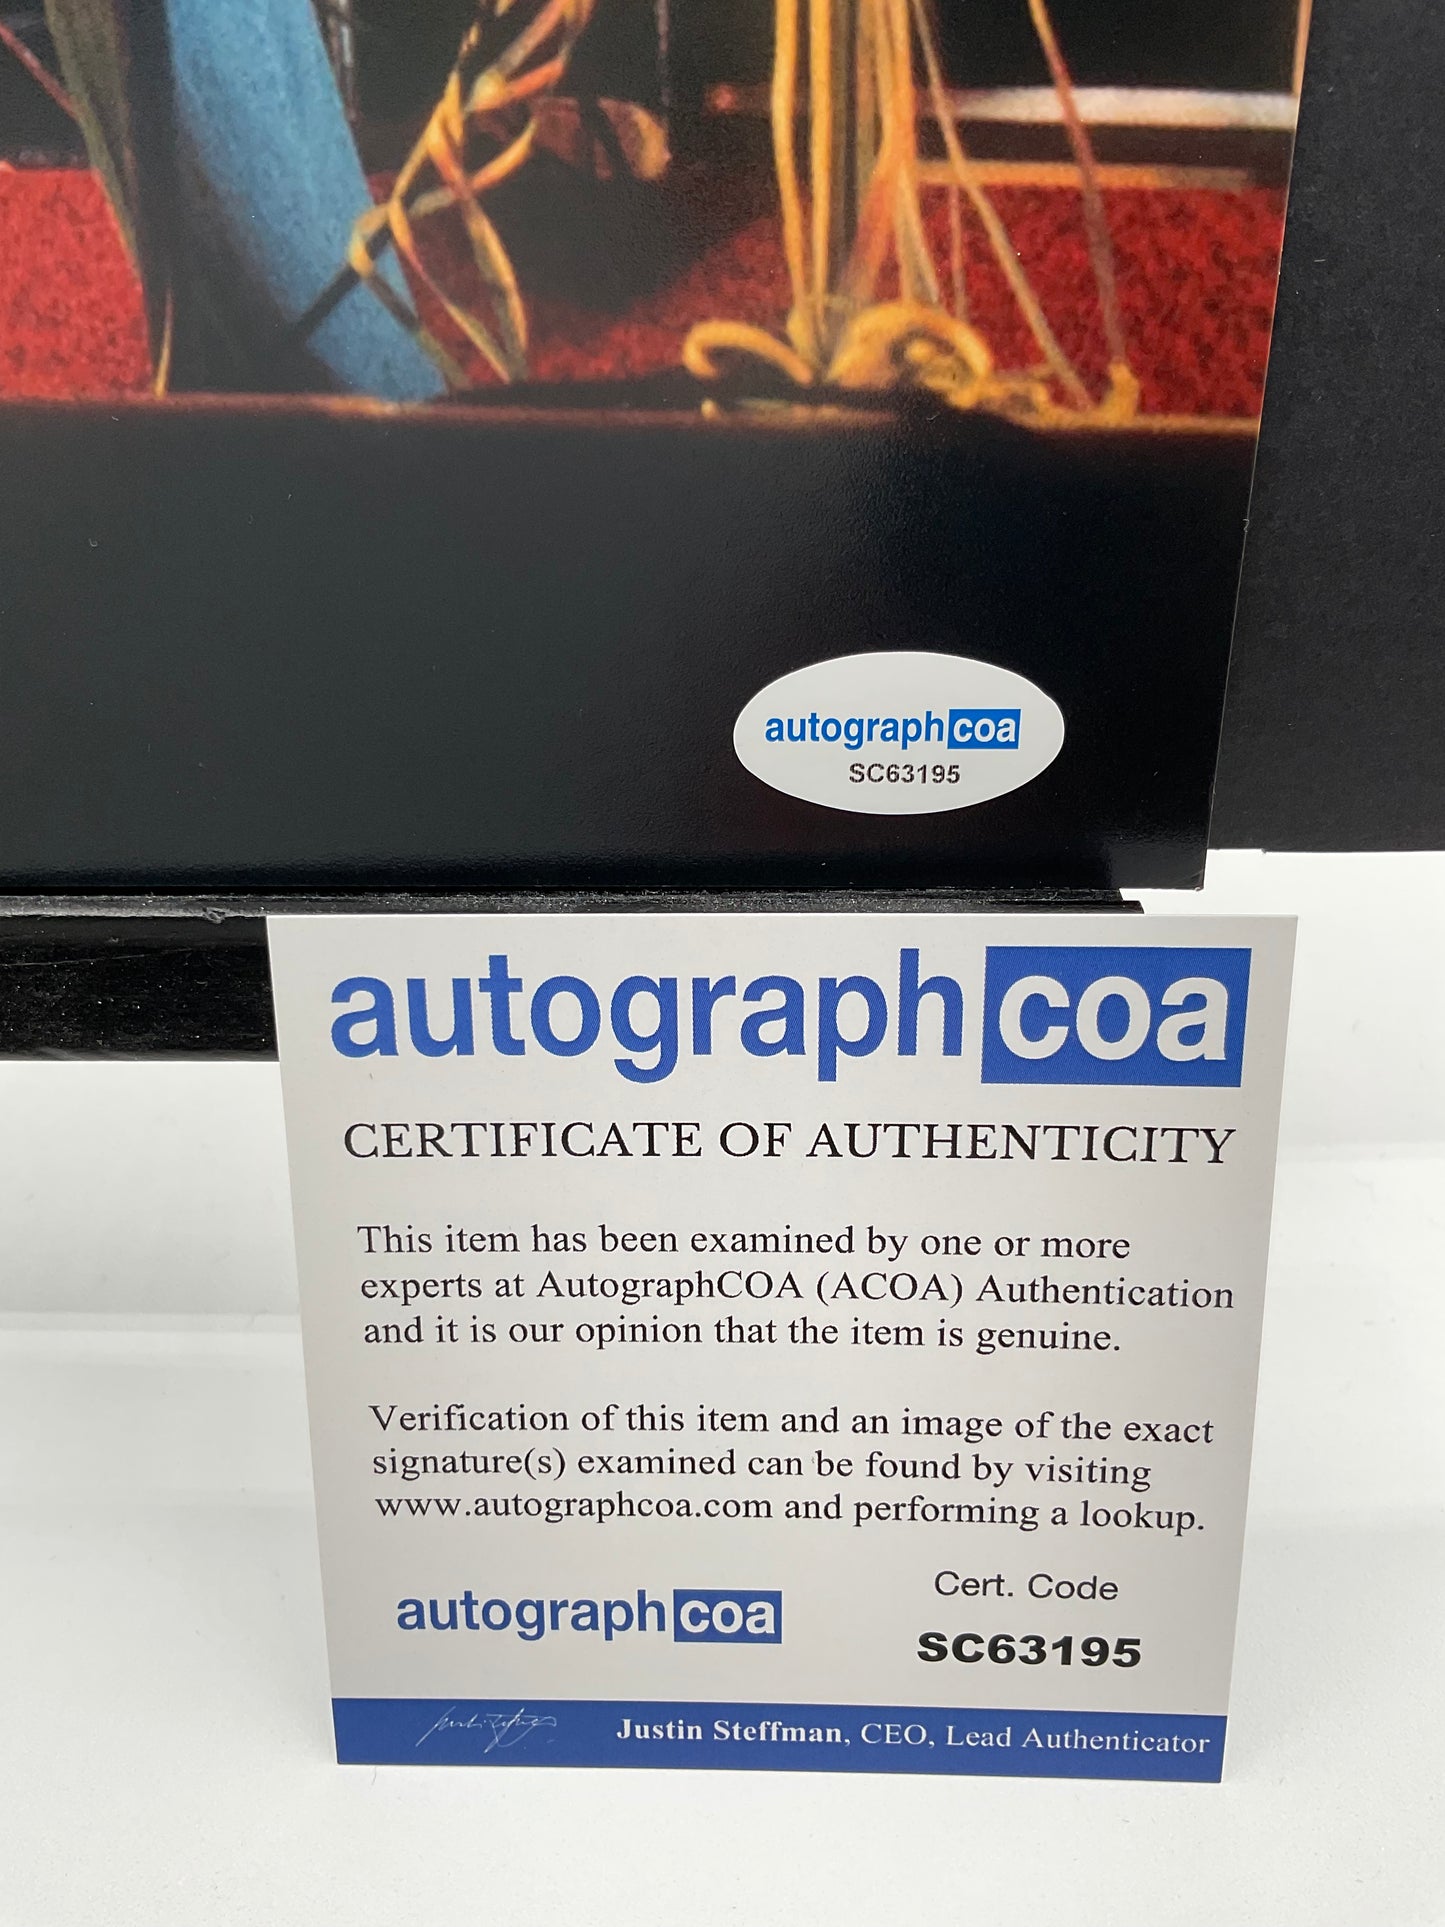 autographcoa
SC63195
autographcoa
CERTIFICATE OF AUTHENTICITY
This item has been examined by one or more
experts at AutographCOA (ACOA) Authentication
and it is our opinion that the item is genuine.
Verification of this item and an image of the exact
signature(s) examined can be found by visiting
www.autographcoa.com and performing a lookup.
Cert. Code
autographcoa
SC63195
Justin Steffman, CEO, Lead Authenticator